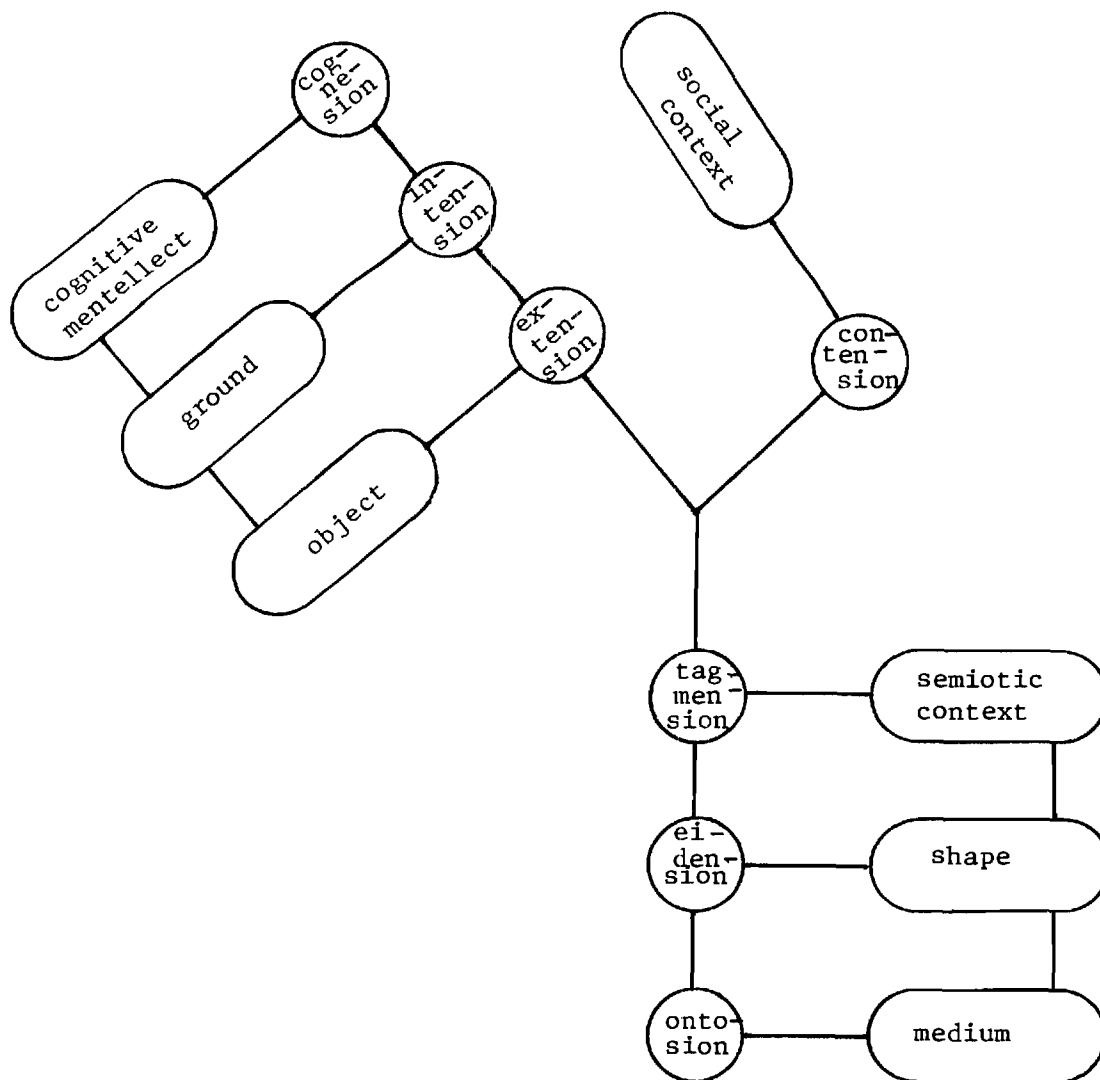 cog-
ne-
sion
social
context
in-
ten-
sion
cognitive
mentellect
ex-
ten-
sion
con-
ten-
sion
ground
object
tag-
men-
sion
semiotic
context
ei-
den-
sion
shape
onto-
sion
medium